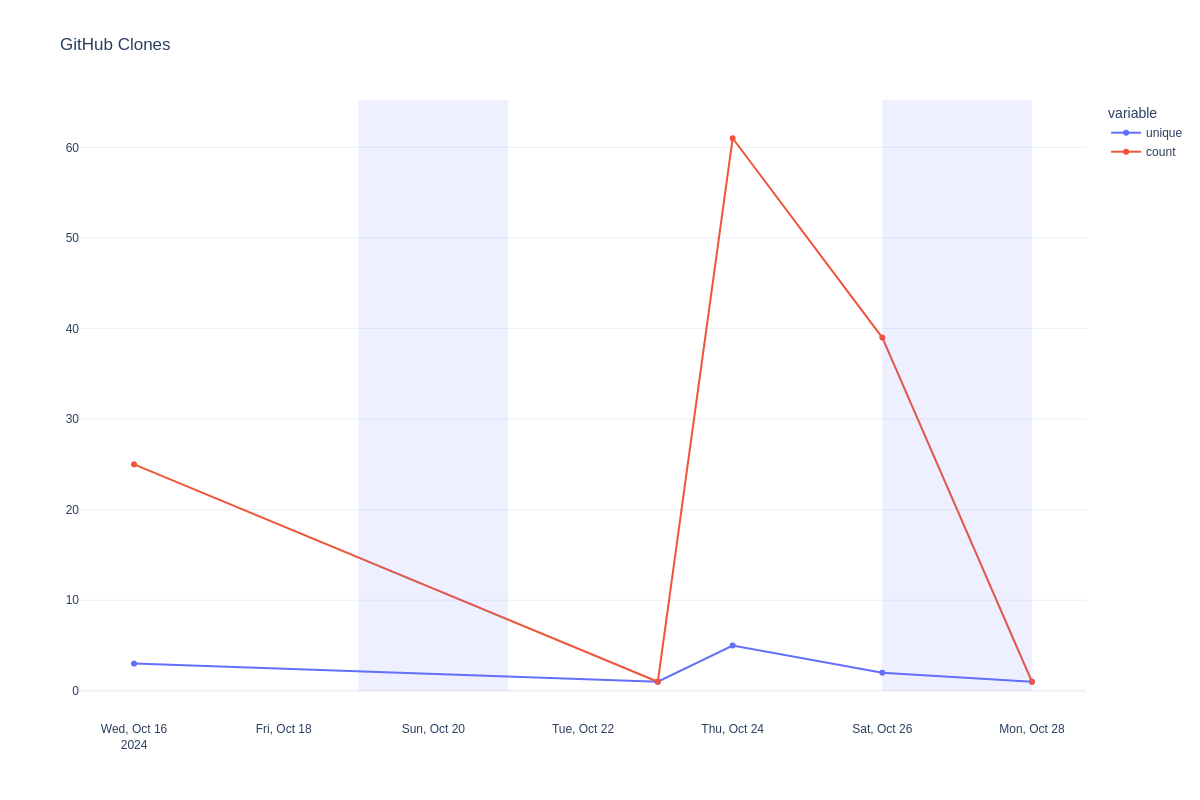 GitHub Clones
variable
unique
count
60
50
40
30
20
10
0
Wed, Oct 16
2024
Fri, Oct 18
Sun, Oct 20
Tue, Oct 22
Thu, Oct 24
Sat, Oct 26
Mon, Oct 28